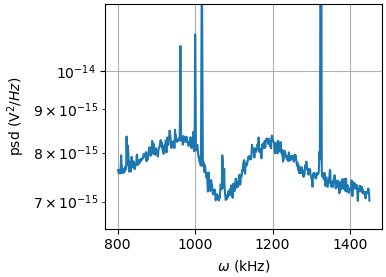 psd (V²/Hz)
10⁻¹⁴
9 × 10⁻¹⁵
8 × 10⁻¹⁵
7 × 10⁻¹⁵
800 1000 1200 1400
ω (kHz)